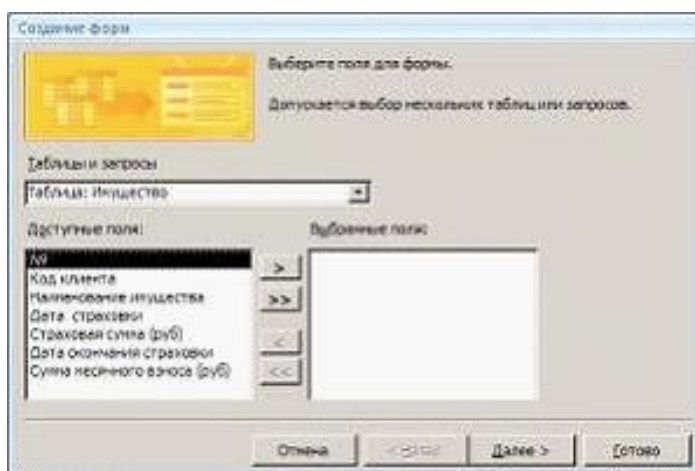 Создание форм
Выберите поля для формы.
Допускается выбор нескольких таблиц или запросов.
Таблицы и запросы
Таблица: Имущество
Доступные поля:
Выбранные поля:
№
Код клиента
Наименование имущества
Дата страховки
Страховая сумма (руб)
Дата окончания страховки
Сумма месячного взноса (руб)
>
>>
<
<<
Отмена
< Назад
Далее >
Готово